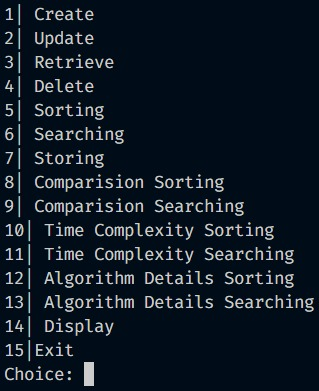 1| Create
2| Update
3| Retrieve
4| Delete
5| Sorting
6| Searching
7| Storing
8| Comparision Sorting
9| Comparision Searching
10| Time Complexity Sorting
11| Time Complexity Searching
12| Algorithm Details Sorting
13| Algorithm Details Searching
14| Display
15|Exit
Choice: